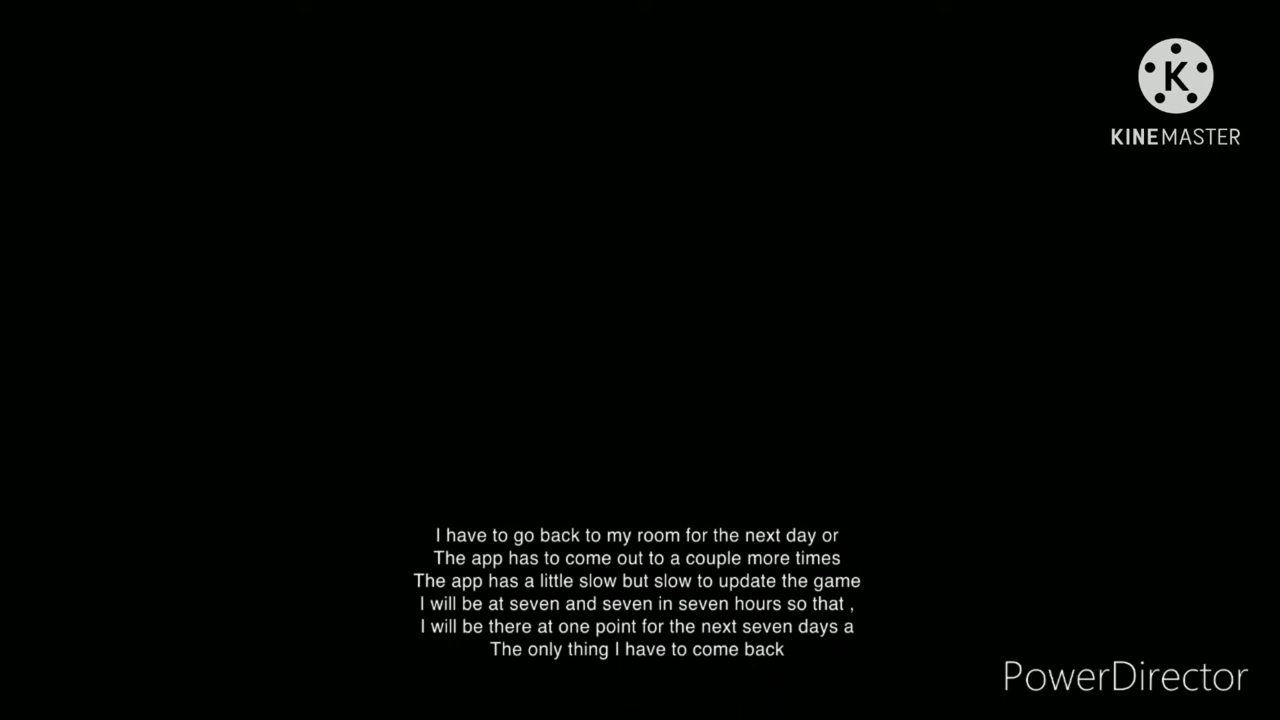 K
KINEMASTER
I have to go back to my room for the next day or
The app has to come out to a couple more times
The app has a little slow but slow to update the game
I will be at seven and seven in seven hours so that ,
I will be there at one point for the next seven days a
The only thing I have to come back
PowerDirector